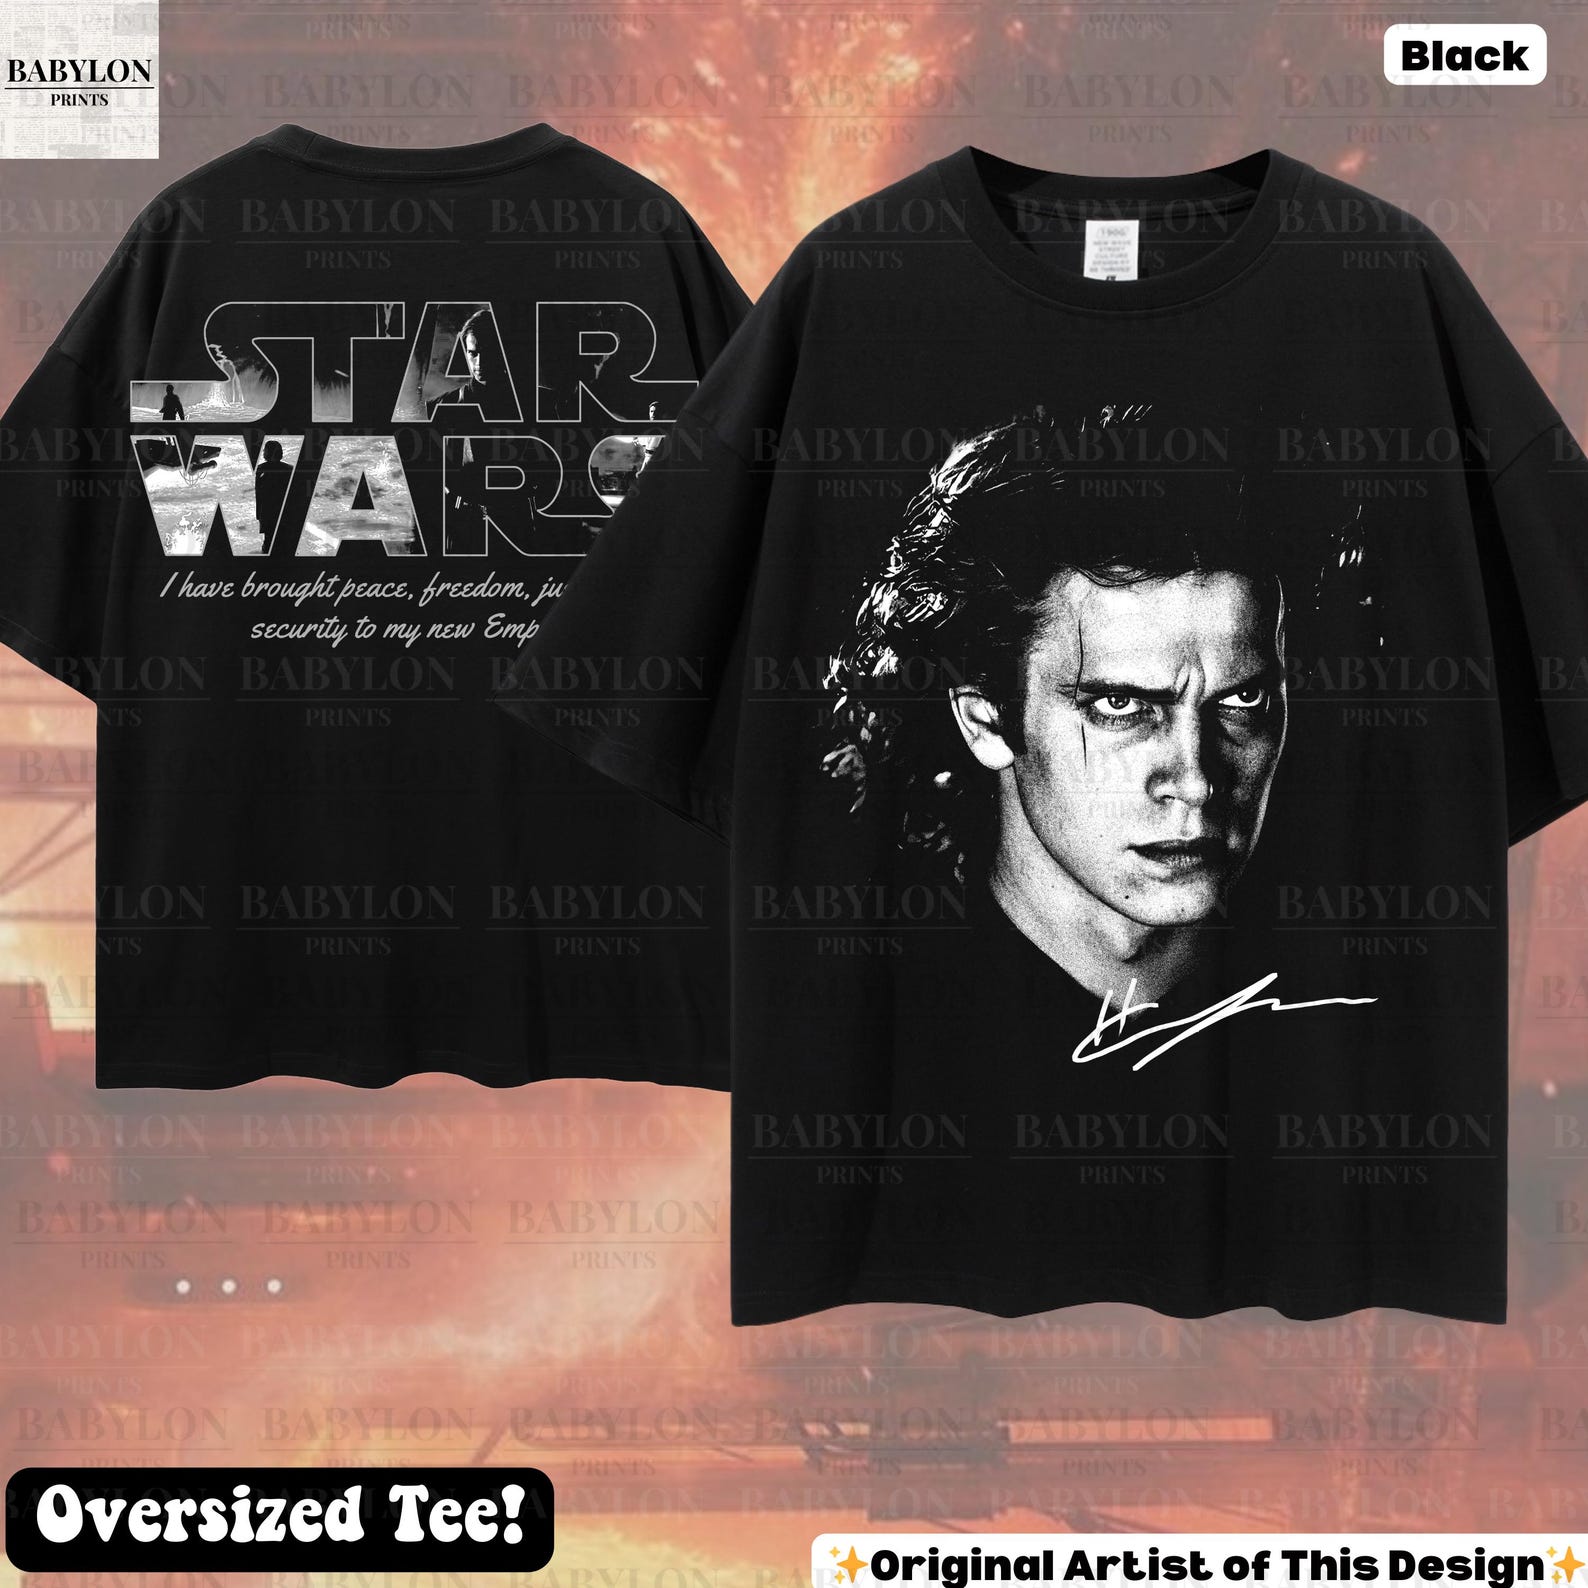 BABYLON
PRINTS
Black
STAR
WARS
I have brought peace, freedom, ju
security to my new Emp
Oversized Tee!
✨Original Artist of This Design✨